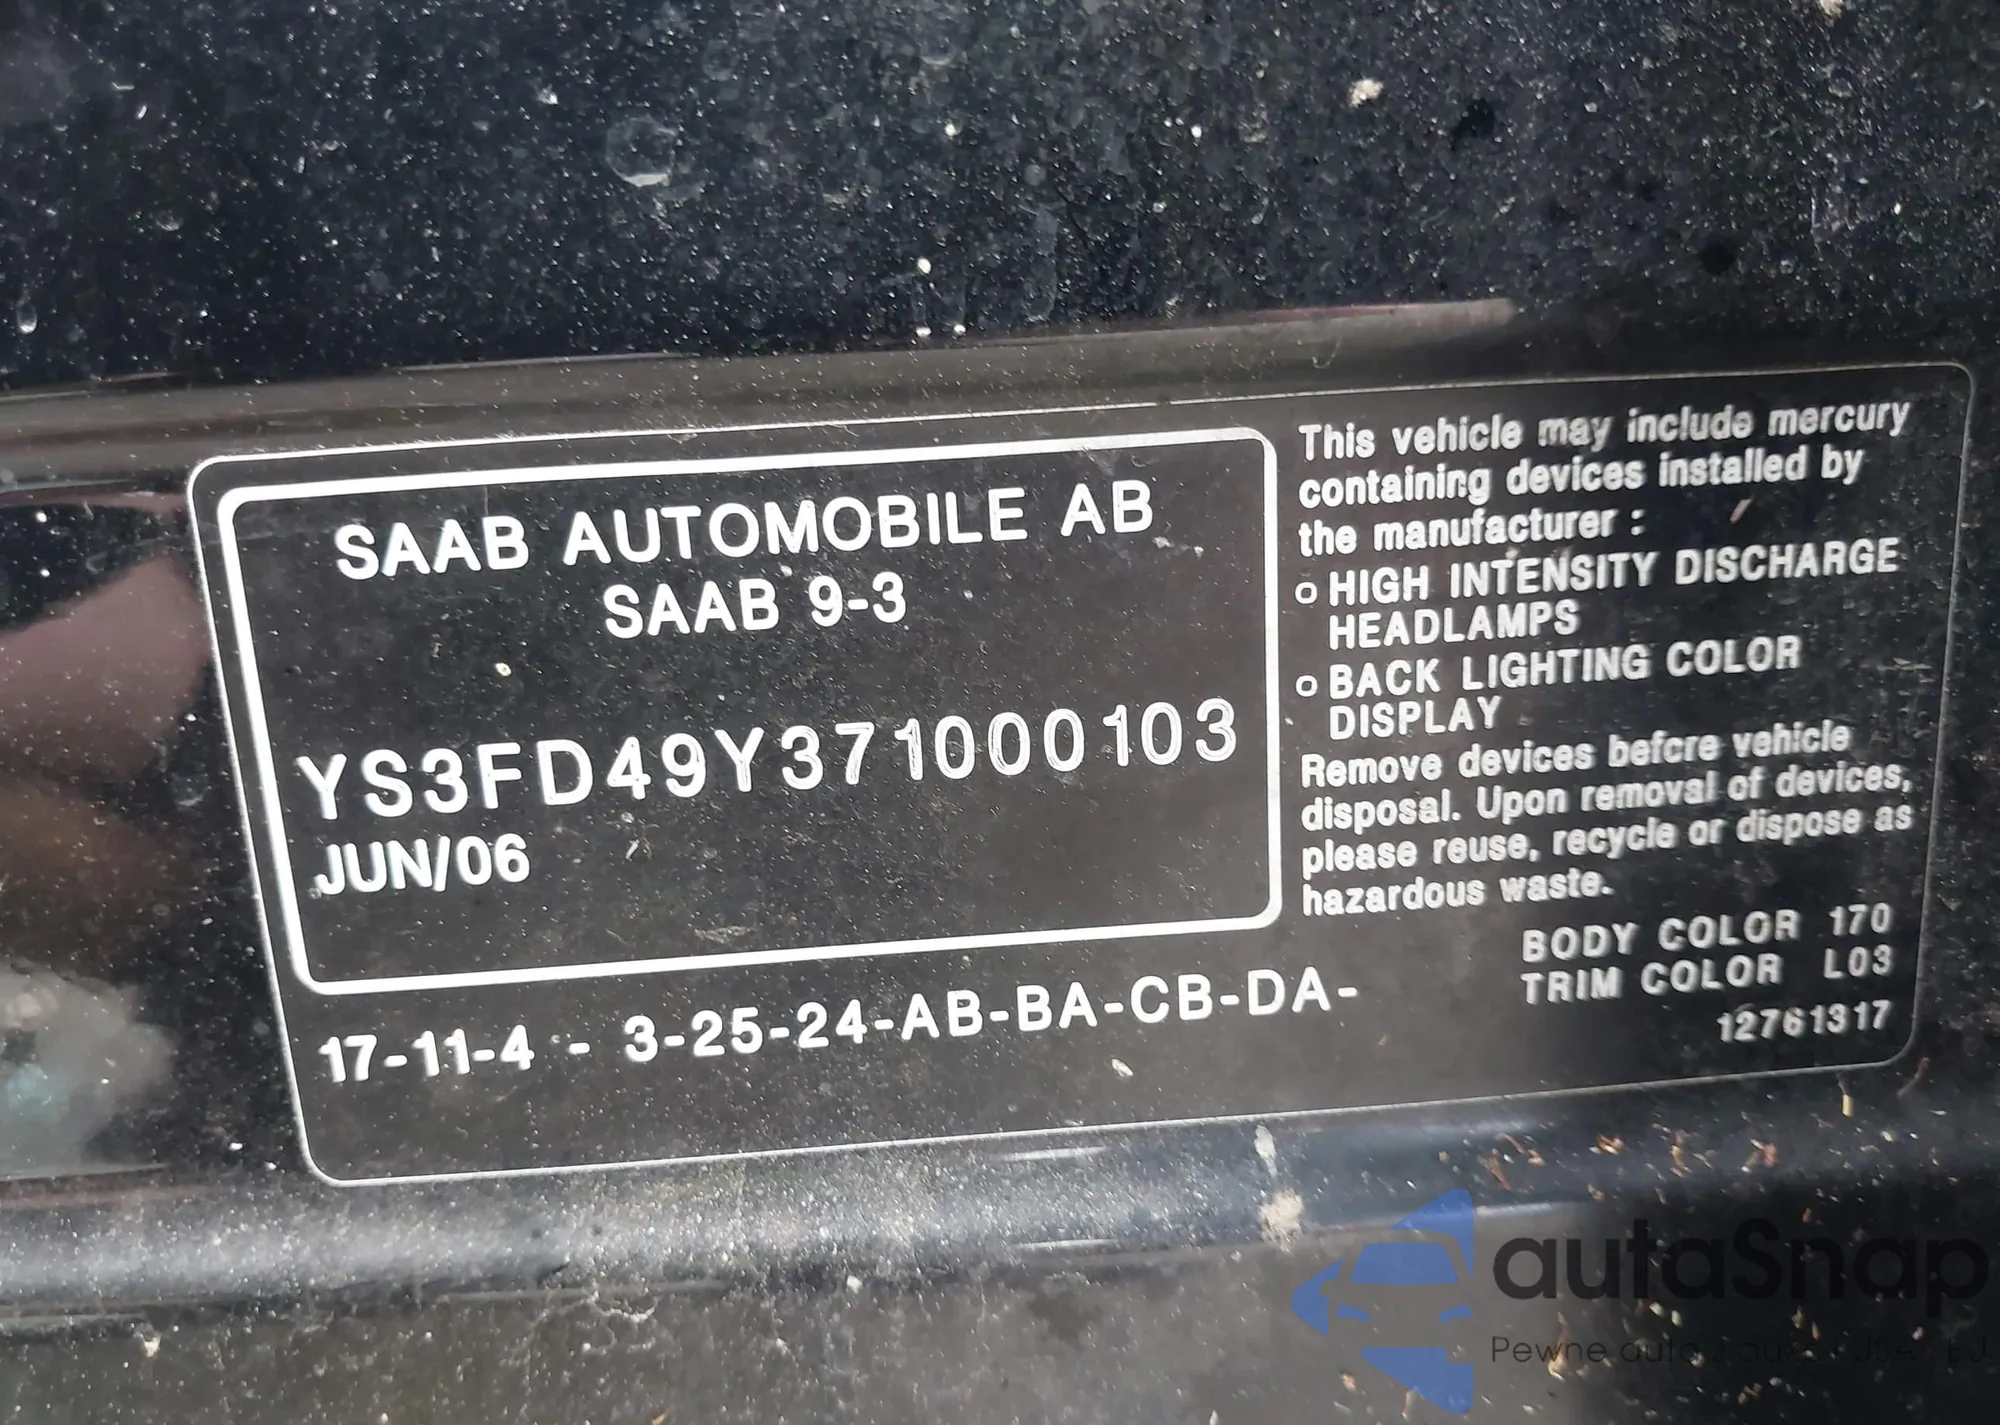 SAAB AUTOMOBILE AB
SAAB 9-3
YS3FD49Y371000103
JUN/06
17-11-4 - 3-25-24-AB-BA-CB-DA-
This vehicle may include mercury
containing devices installed by
the manufacturer :
o HIGH INTENSITY DISCHARGE
HEADLAMPS
o BACK LIGHTING COLOR
DISPLAY
Remove devices before vehicle
disposal. Upon removal of devices,
please reuse, recycle or dispose as
hazardous waste.
BODY COLOR 170
TRIM COLOR L03
12761317
autaSnap
Pewne auto